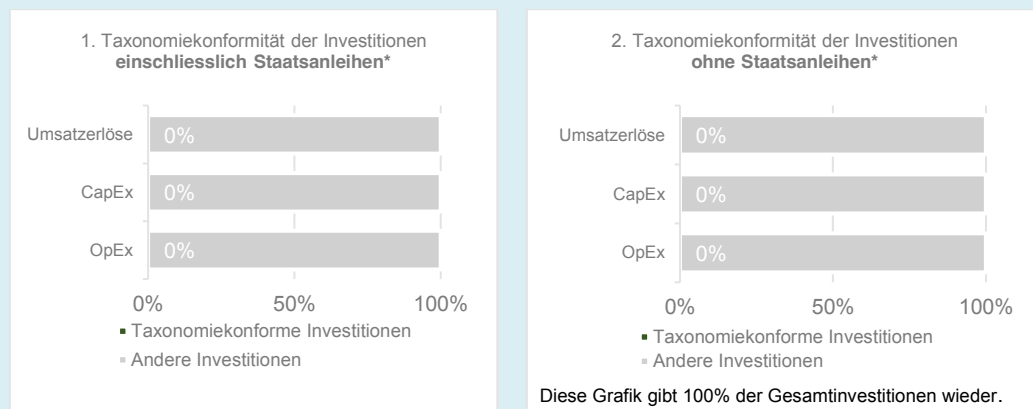 1. Taxonomiekonformität der Investitionen
einschliesslich Staatsanleihen*
Umsatzerlöse 0%
CapEx 0%
OpEx 0%
0% 50% 100%
Taxonomiekonforme Investitionen
Andere Investitionen
2. Taxonomiekonformität der Investitionen
ohne Staatsanleihen*
Umsatzerlöse 0%
CapEx 0%
OpEx 0%
0% 50% 100%
Taxonomiekonforme Investitionen
Andere Investitionen
Diese Grafik gibt 100% der Gesamtinvestitionen wieder.